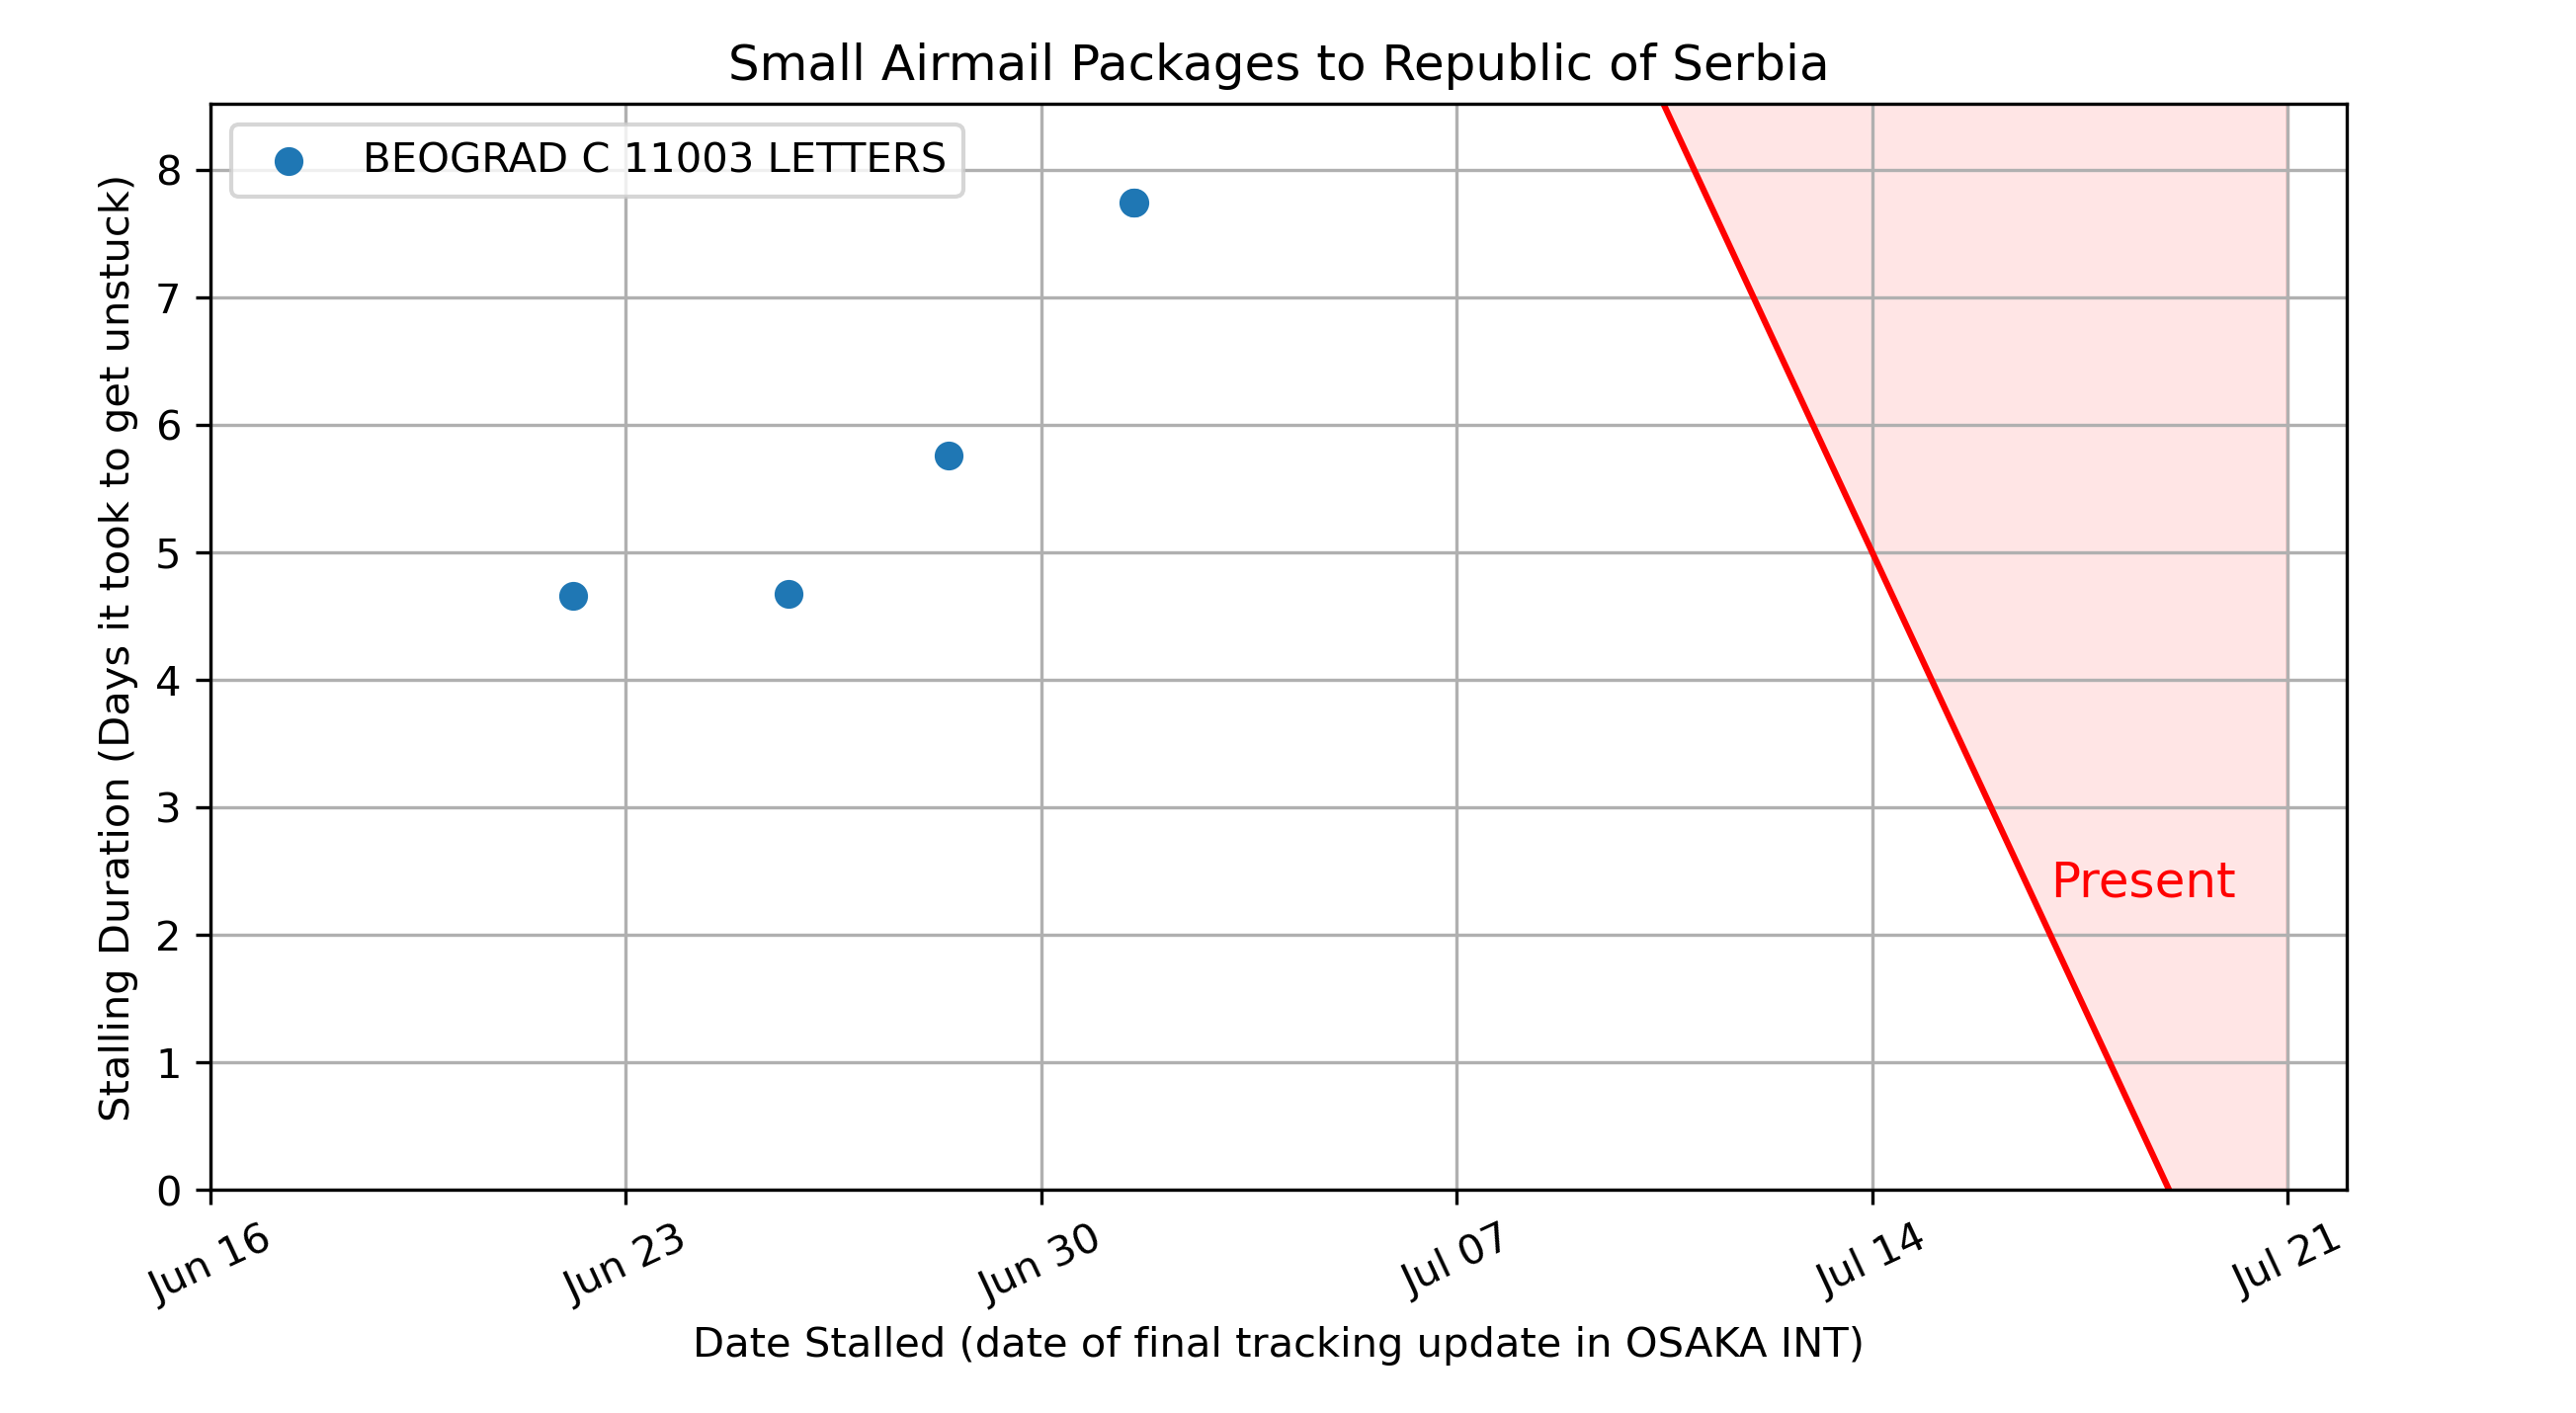 Small Airmail Packages to Republic of Serbia
BEOGRAD C 11003 LETTERS
Stalling Duration (Days it took to get unstuck)
8
7
6
5
4
3
2
1
0
Present
Jun 16
Jun 23
Jun 30
Jul 07
Jul 14
Jul 21
Date Stalled (date of final tracking update in OSAKA INT)